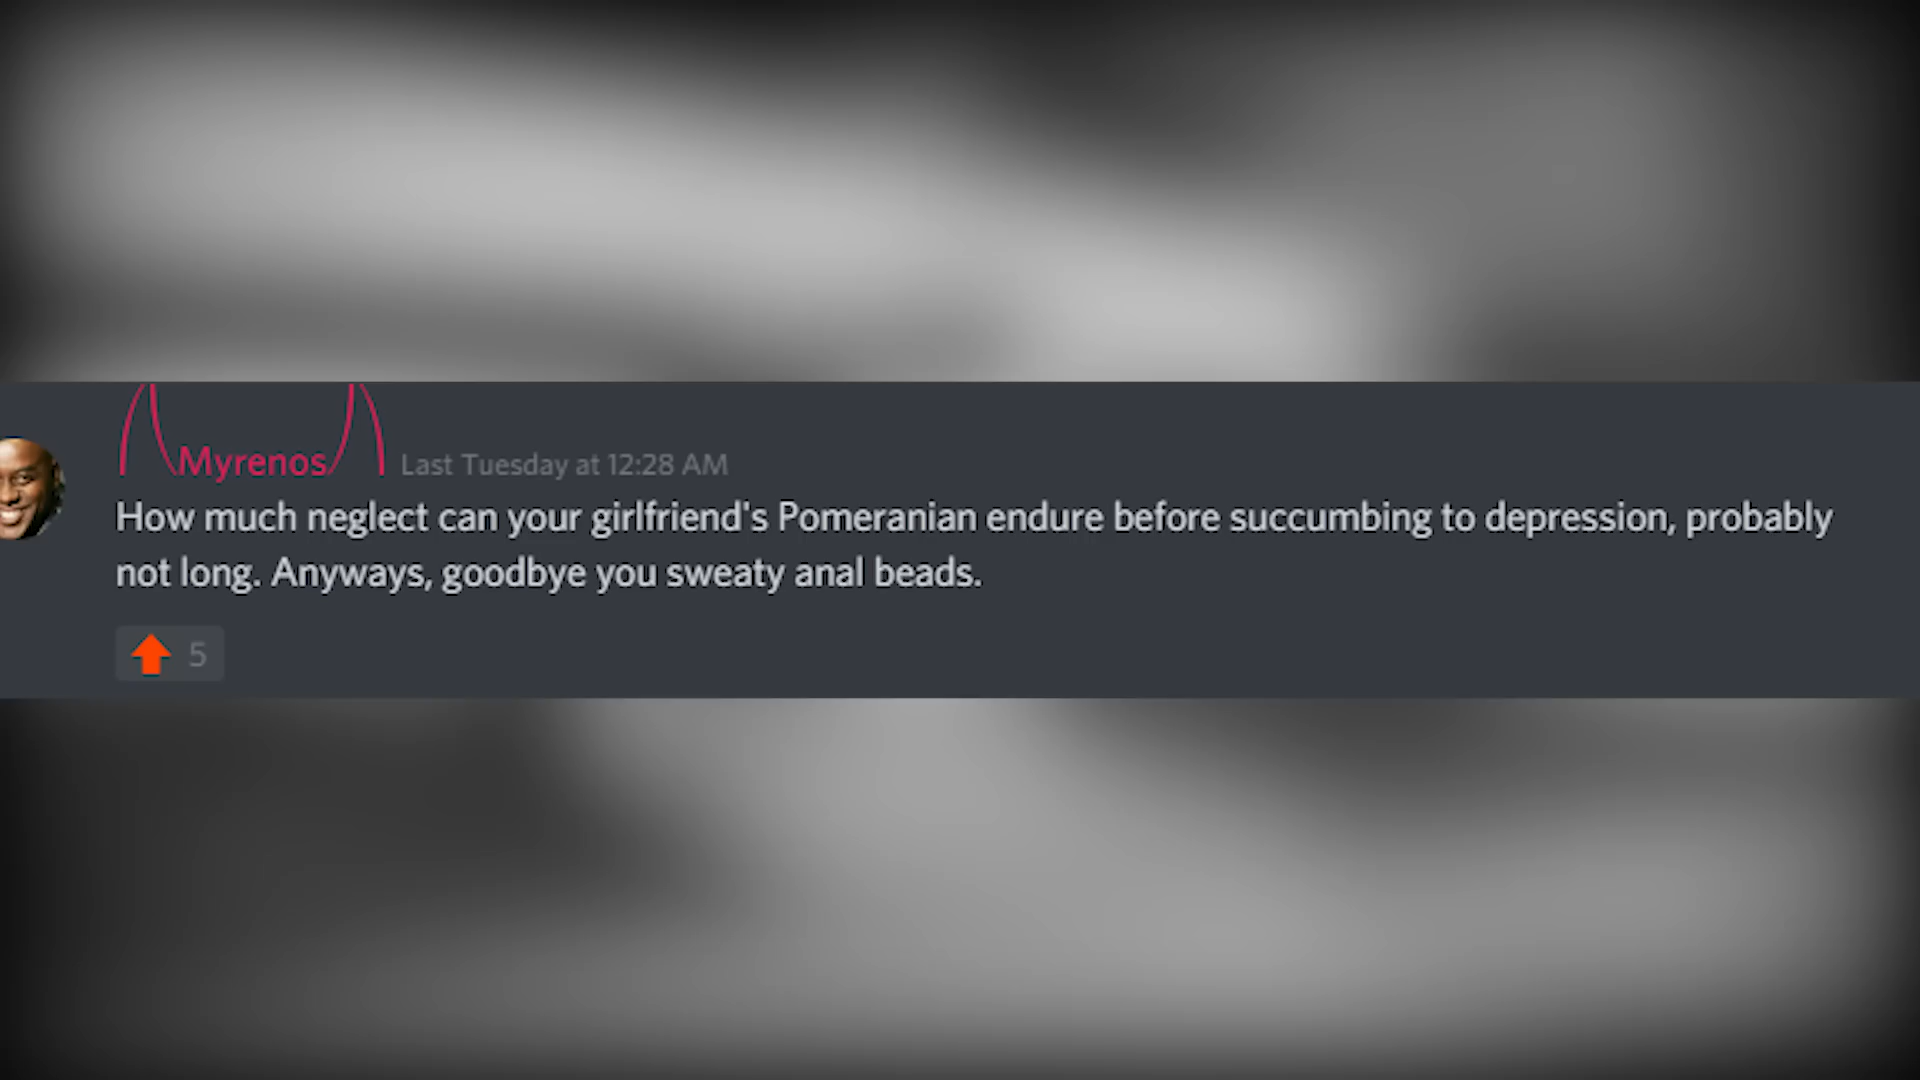 Myrenos Last Tuesday at 12:28 AM
How much neglect can your girlfriend's Pomeranian endure before succumbing to depression, probably
not long. Anyways, goodbye you sweaty anal beads.
5